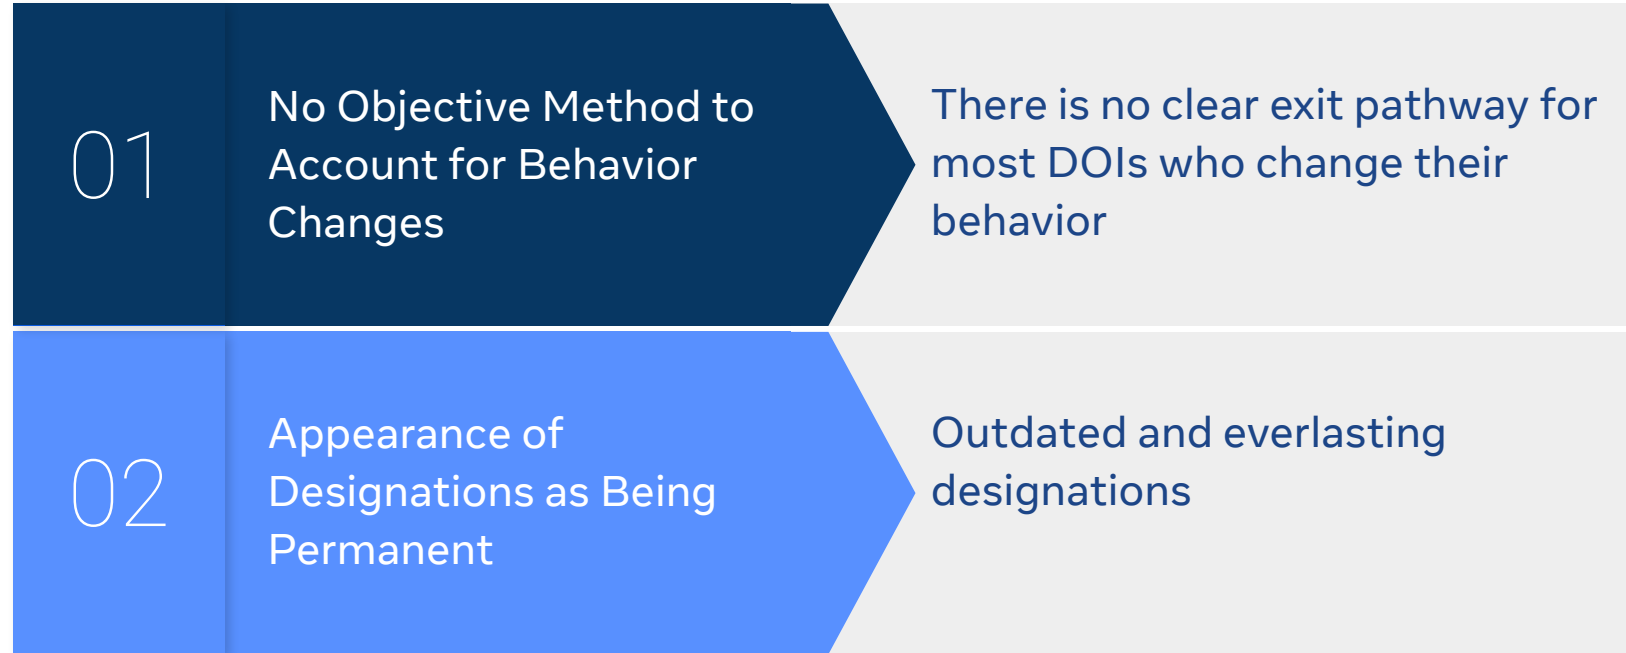 01
No Objective Method to
Account for Behavior
Changes
There is no clear exit pathway for
most DOIs who change their
behavior
02
Appearance of
Designations as Being
Permanent
Outdated and everlasting
designations